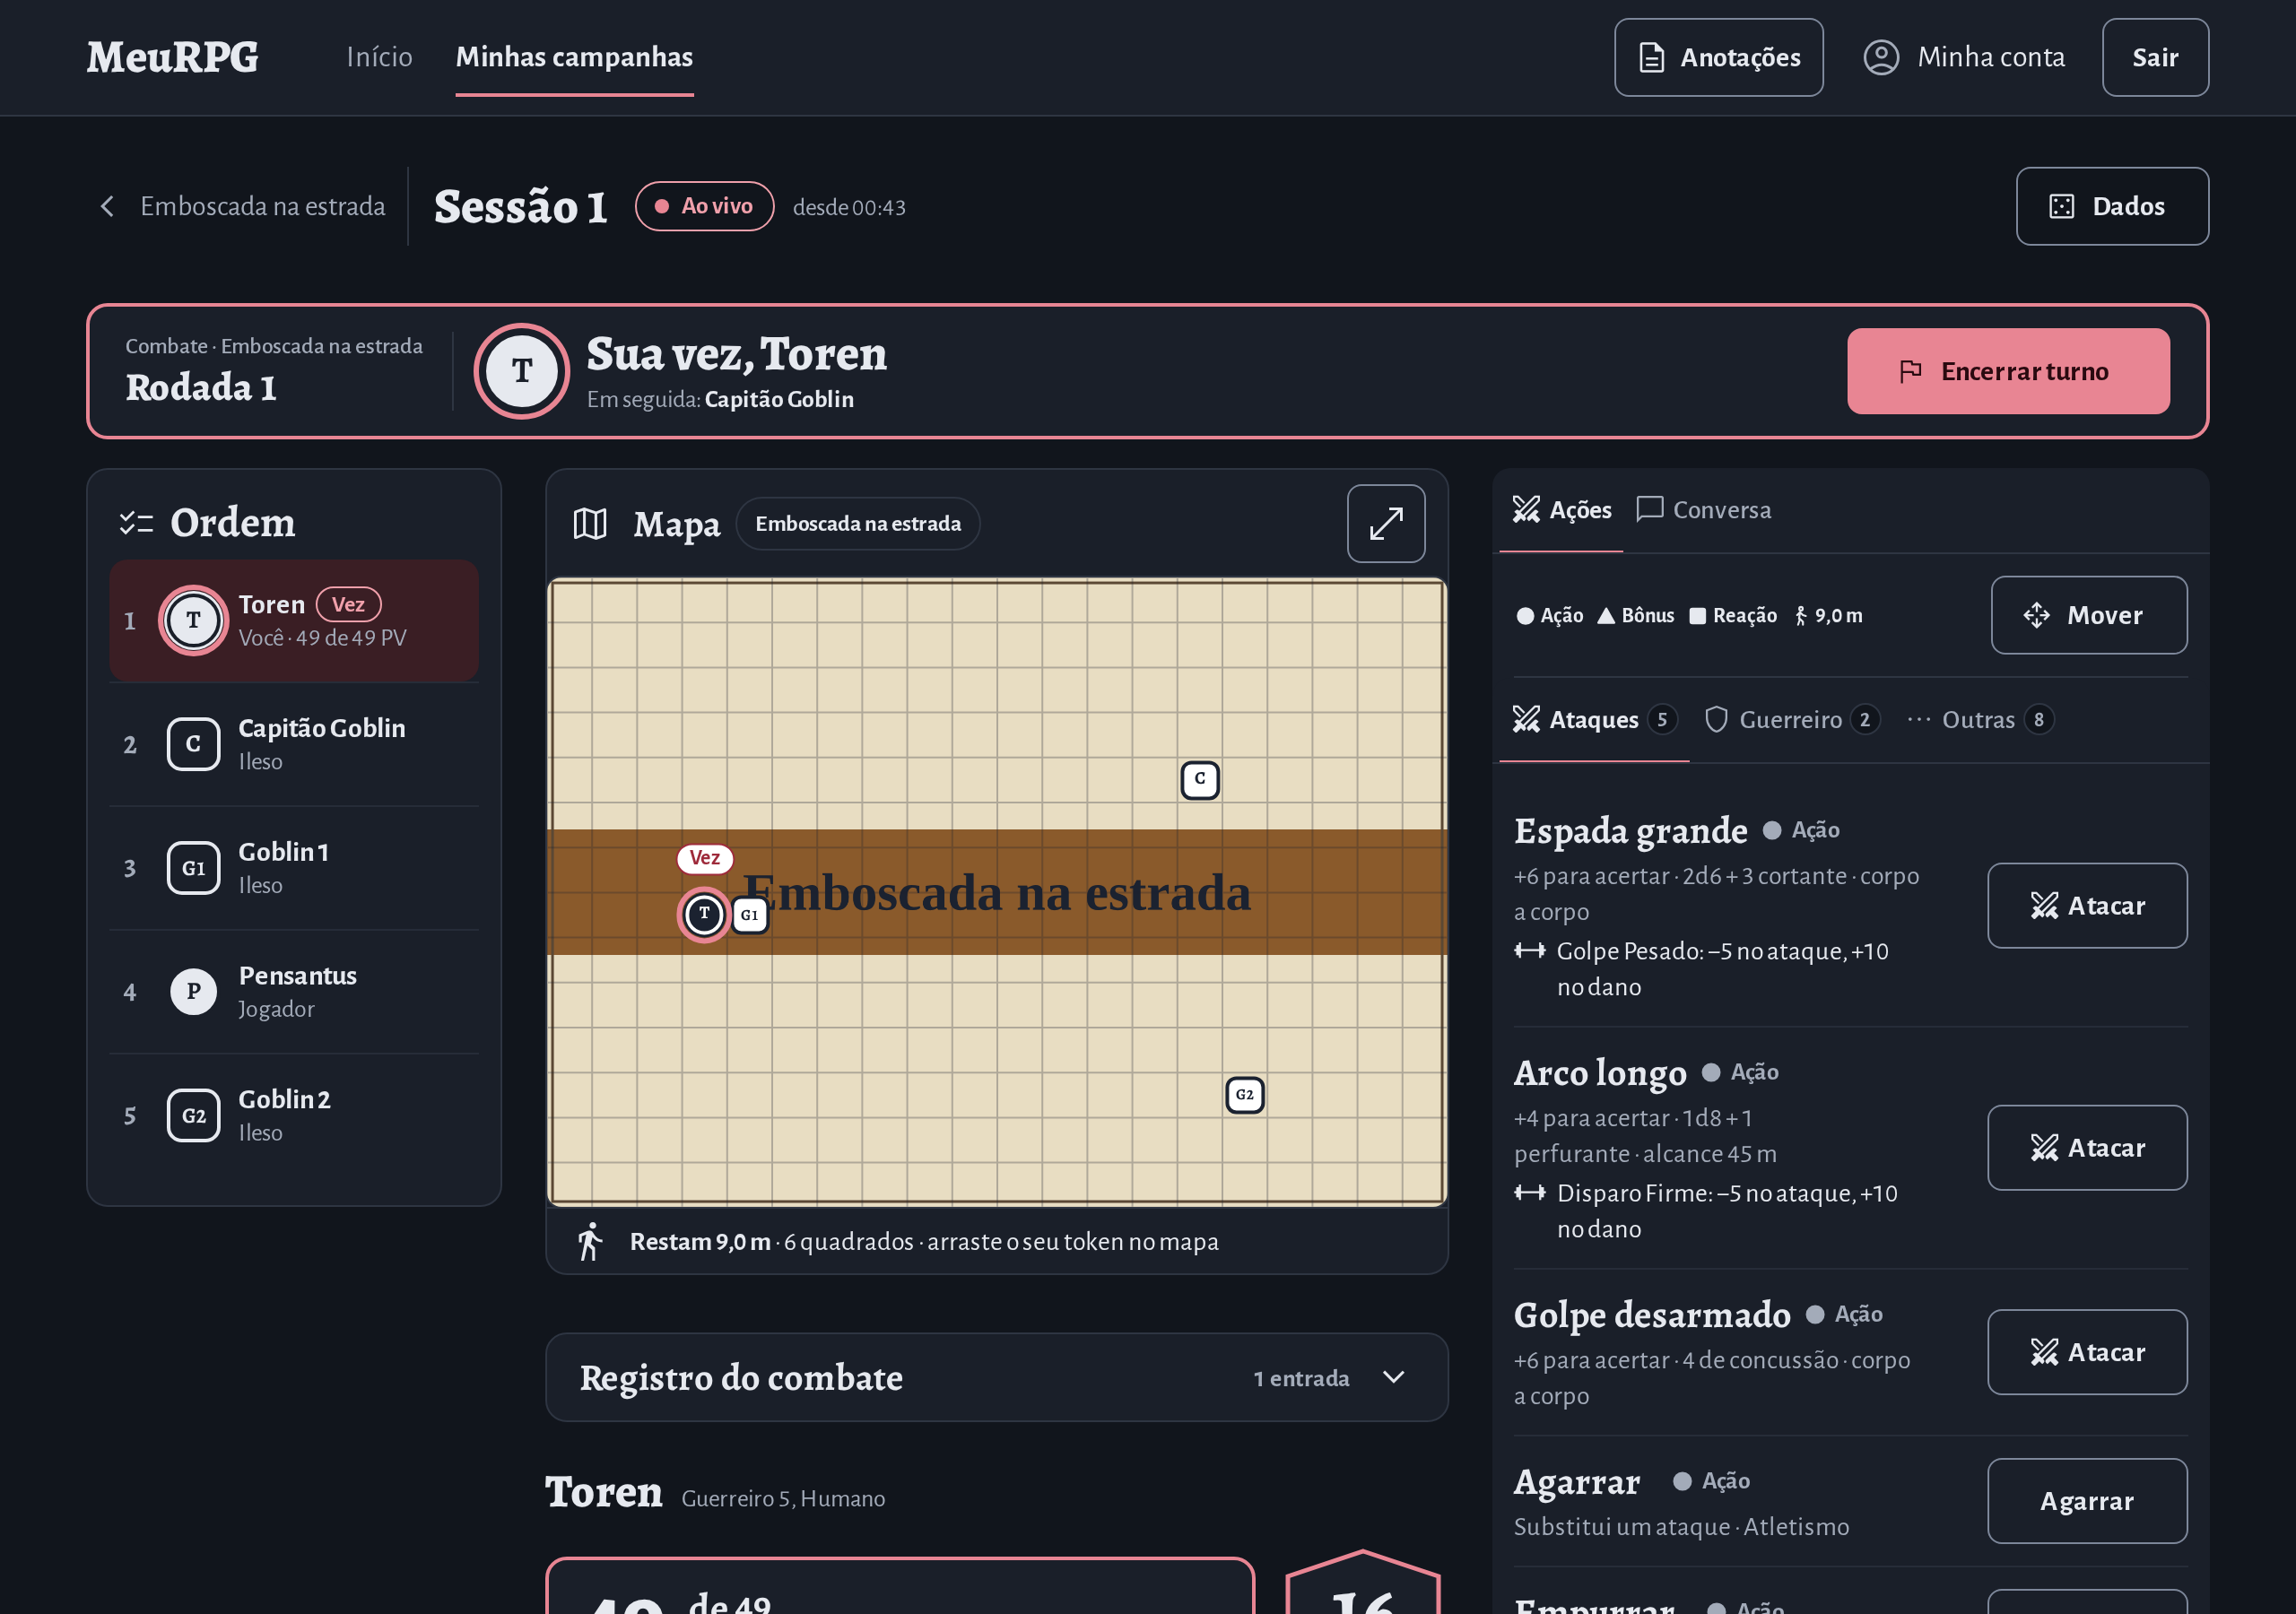 MeuRPG
Início
Minhas campanhas
Anotações
Minha conta
Sair
Emboscada na estrada
Sessão 1
Ao vivo
desde 00:43
Dados
Combate · Emboscada na estrada
Rodada 1
T
Sua vez, Toren
Em seguida: Capitão Goblin
Encerrar turno
Ordem
1
T
Toren
Vez
Você · 49 de 49 PV
2
C
Capitão Goblin
Ileso
3
G1
Goblin 1
Ileso
4
P
Pensantus
Jogador
5
G2
Goblin 2
Ileso
Mapa
Emboscada na estrada
C
Vez
T
G1
Emboscada na estrada
G2
Restam 9,0 m · 6 quadrados · arraste o seu token no mapa
Registro do combate
1 entrada
Toren
Guerreiro 5, Humano
49
de 49
16
Ações
Conversa
Ação
Bônus
Reação
9,0 m
Mover
Ataques
5
Guerreiro
2
Outras
8
Espada grande
Ação
+6 para acertar · 2d6 + 3 cortante · corpo
a corpo
Golpe Pesado: −5 no ataque, +10
no dano
Atacar
Arco longo
Ação
+4 para acertar · 1d8 + 1
perfurante · alcance 45 m
Disparo Firme: −5 no ataque, +10
no dano
Atacar
Golpe desarmado
Ação
+6 para acertar · 4 de concussão · corpo
a corpo
Atacar
Agarrar
Ação
Substitui um ataque · Atletismo
Agarrar
Empurrar
Ação